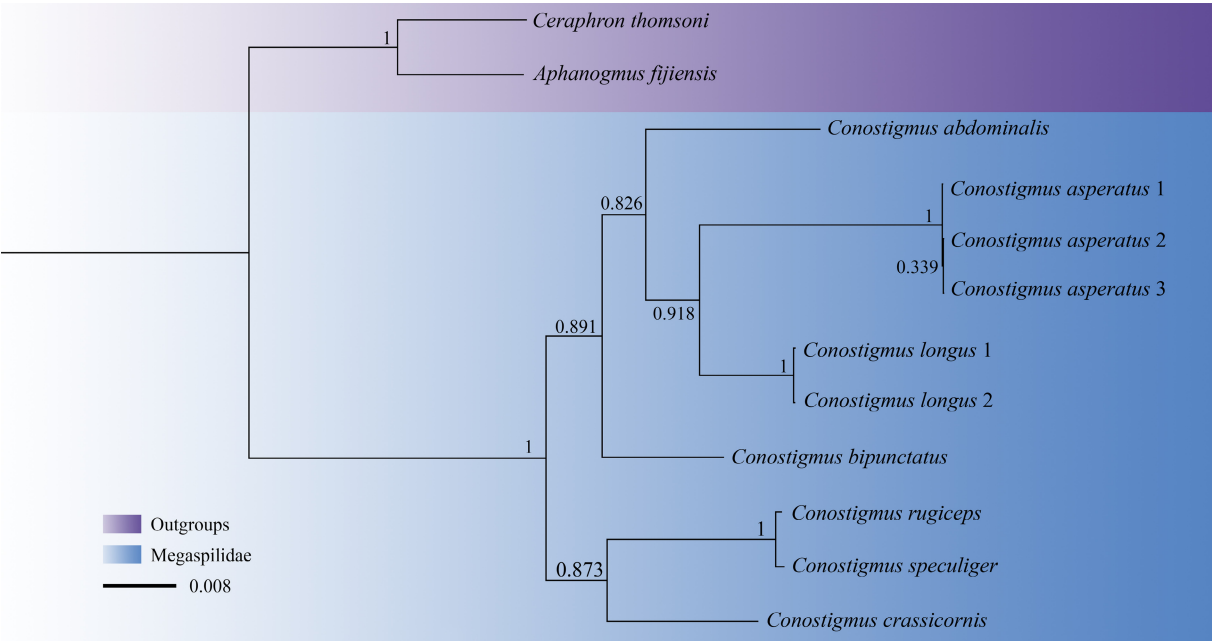 Ceraphron thomsoni
1
Aphanogmus fijiensis
Conostigmus abdominalis
Conostigmus asperatus 1
0.826
1
Conostigmus asperatus 2
0.339
Conostigmus asperatus 3
0.918
0.891
Conostigmus longus 1
1
Conostigmus longus 2
1
Conostigmus bipunctatus
Conostigmus rugiceps
1
Conostigmus speculiger
0.873
Conostigmus crassicornis
Outgroups
Megaspilidae
0.008